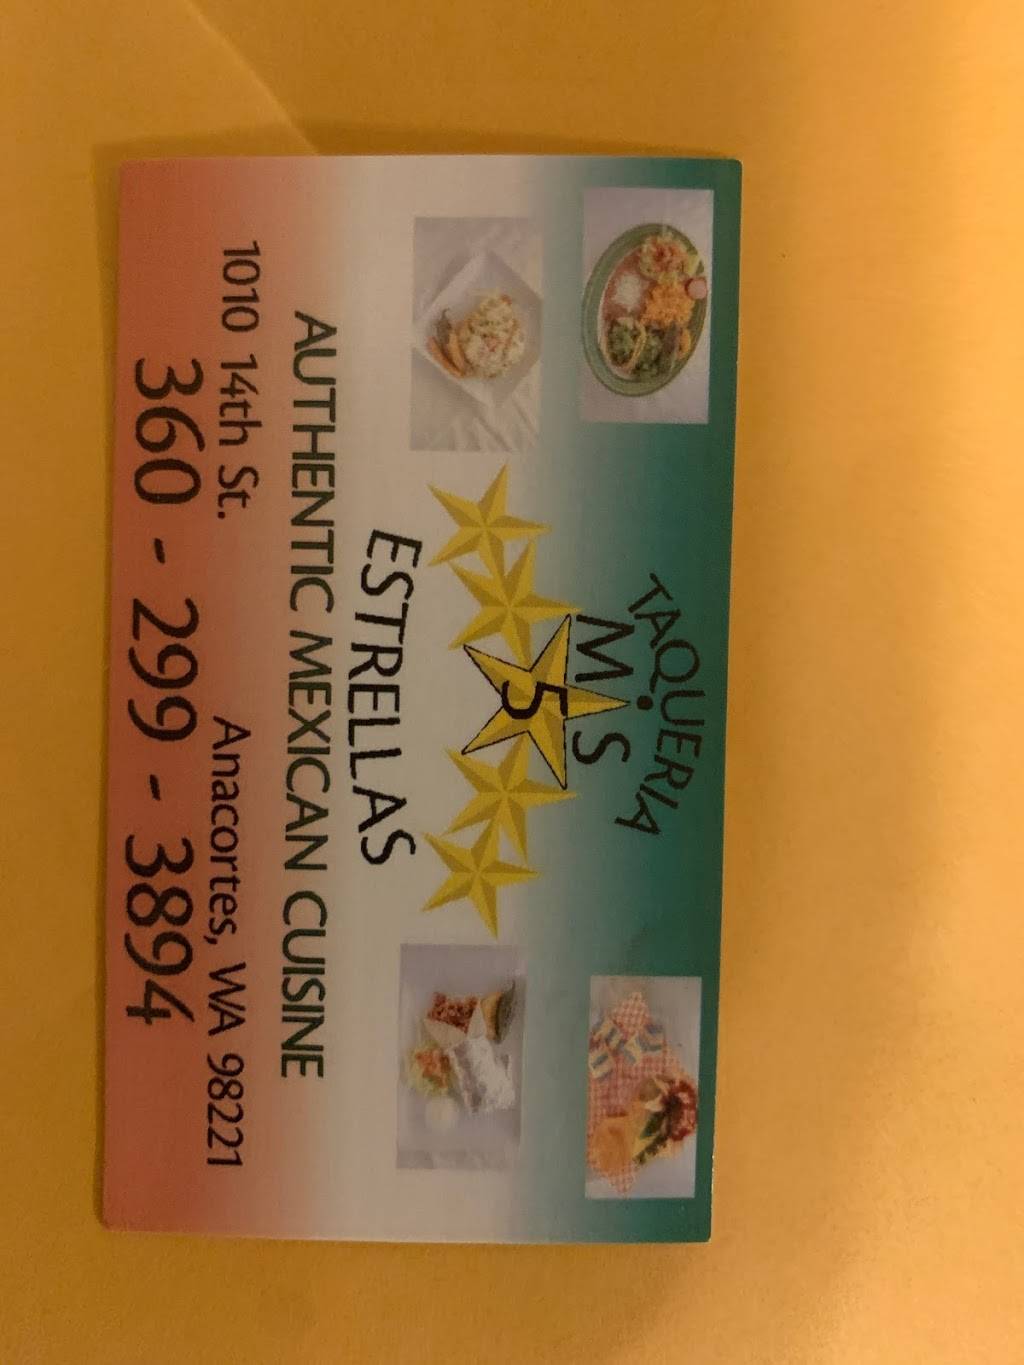 TAQUERIA
MiS
5
ESTRELLAS
AUTHENTIC MEXICAN CUISINE
1010 14th St. Anacortes, WA 98221
360 - 299 - 3894